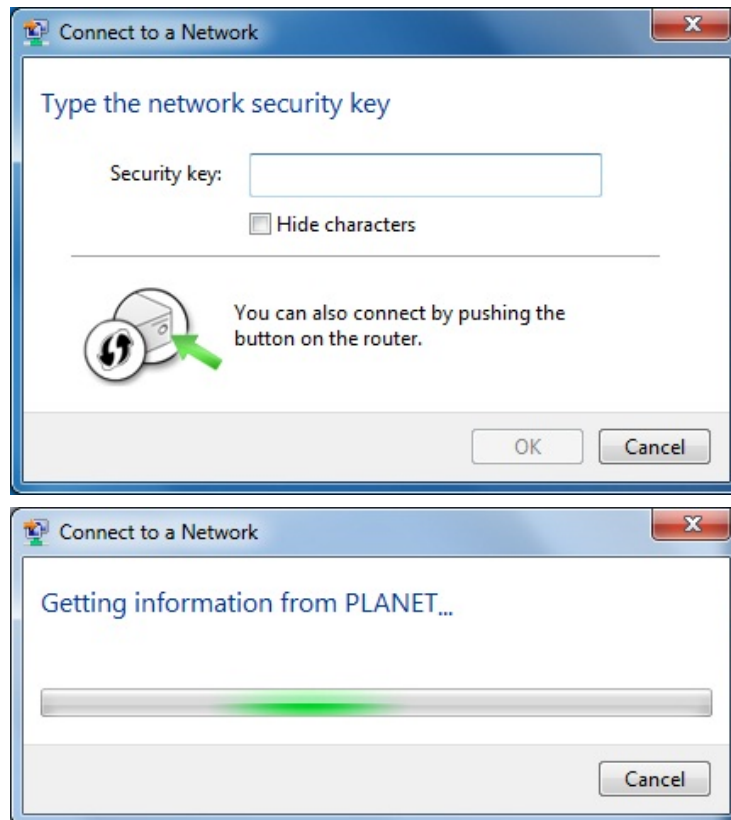 Connect to a Network
Type the network security key
Security key:
Hide characters
You can also connect by pushing the
button on the router.
OK Cancel
Connect to a Network
Getting information from PLANET...
Cancel